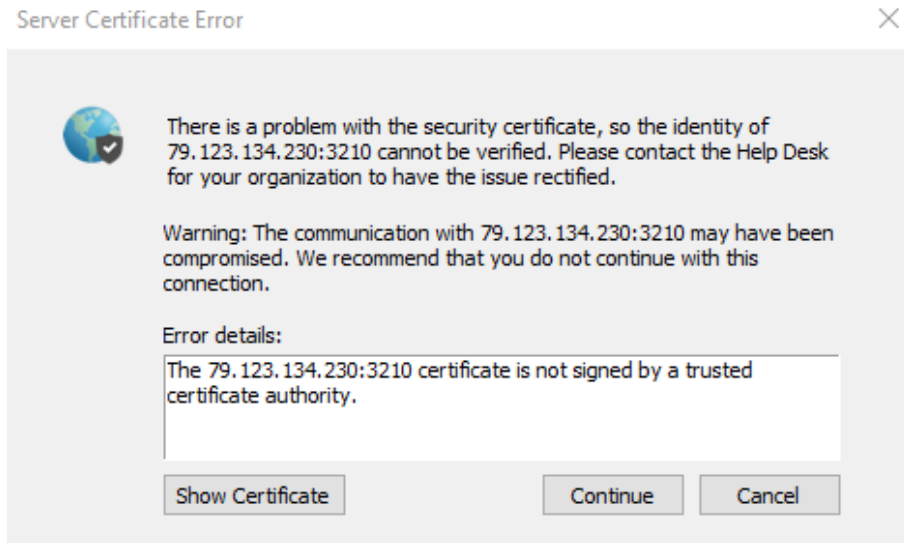 Server Certificate Error
There is a problem with the security certificate, so the identity of
79.123.134.230:3210 cannot be verified. Please contact the Help Desk
for your organization to have the issue rectified.
Warning: The communication with 79.123.134.230:3210 may have been
compromised. We recommend that you do not continue with this
connection.
Error details:
The 79.123.134.230:3210 certificate is not signed by a trusted
certificate authority.
Show Certificate
Continue
Cancel